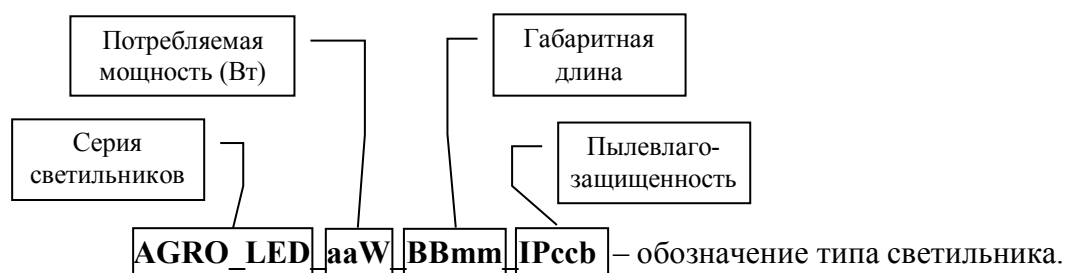 Потребляемая
мощность (Вт)
Габаритная
длина
Серия
светильников
Пылевлаго-
защищенность
AGRO_LED_aaW_BBmm_IPccb – обозначение типа светильника.